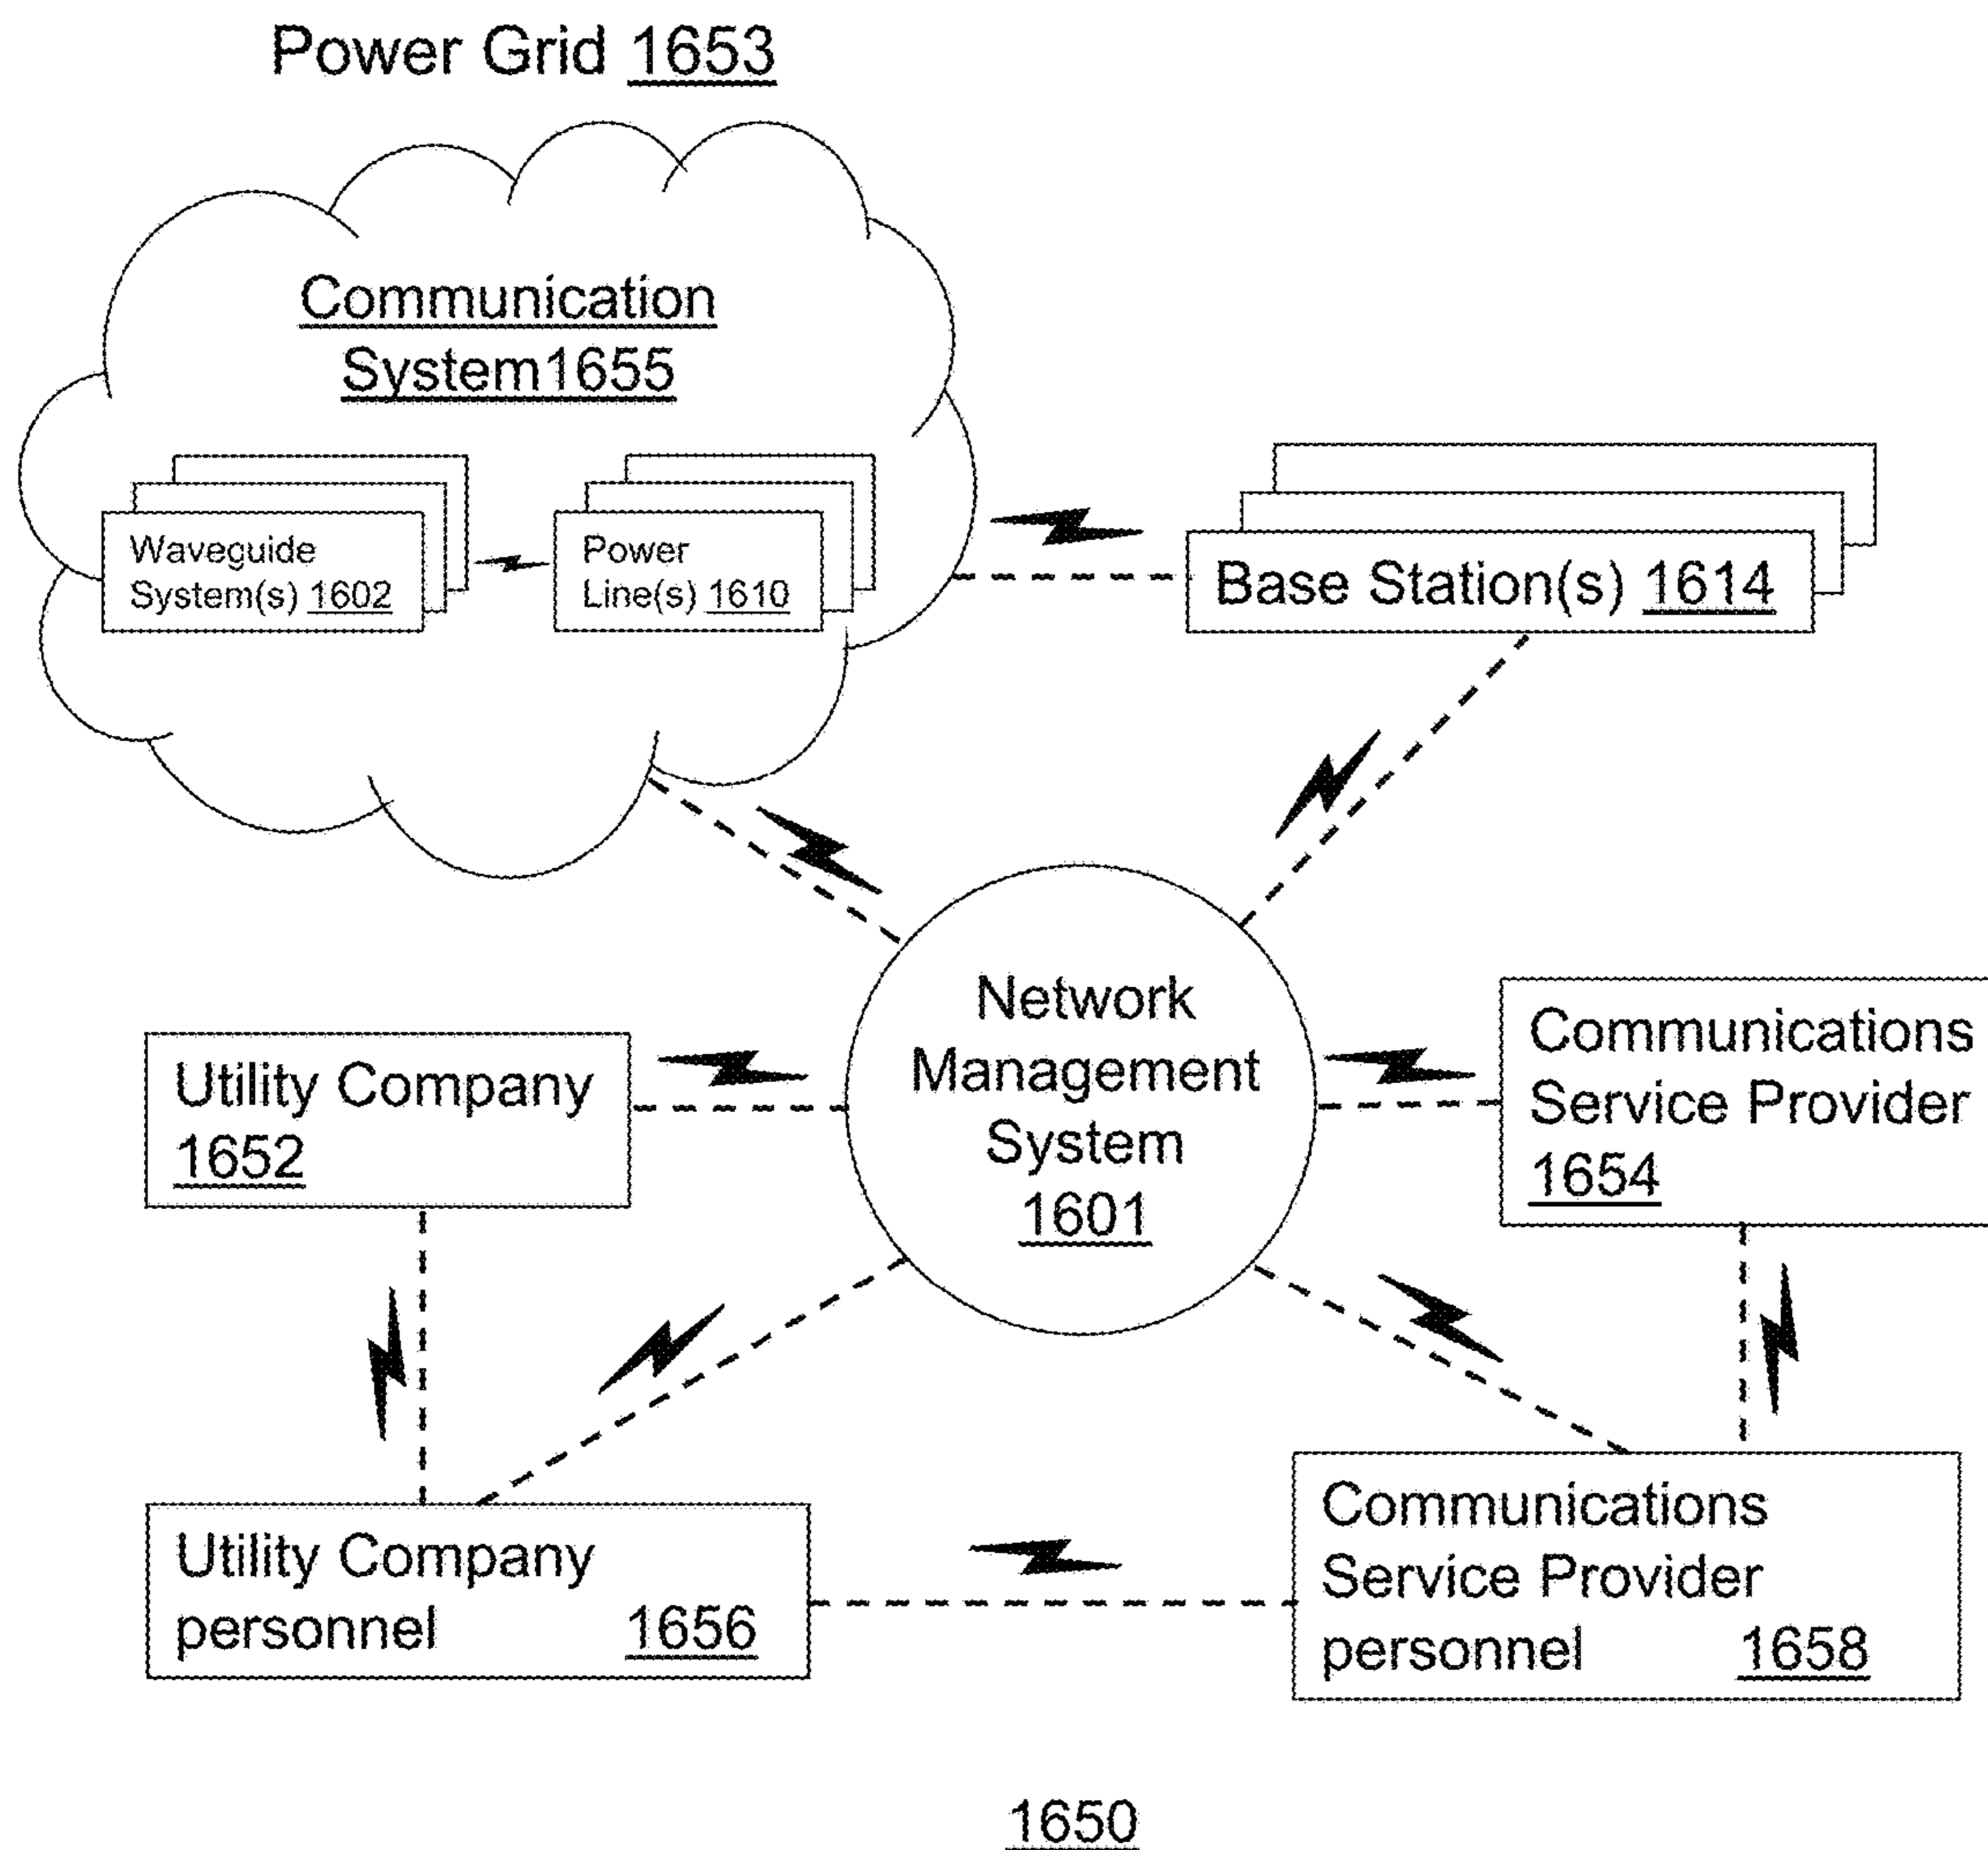 Power Grid 1653
Communication
System1655
Waveguide
System(s) 1602
Power
Line(s) 1610
Base Station(s) 1614
Network
Management
System
1601
Utility Company
1652
Communications
Service Provider
1654
Utility Company
personnel 1656
Communications
Service Provider
personnel 1658
1650